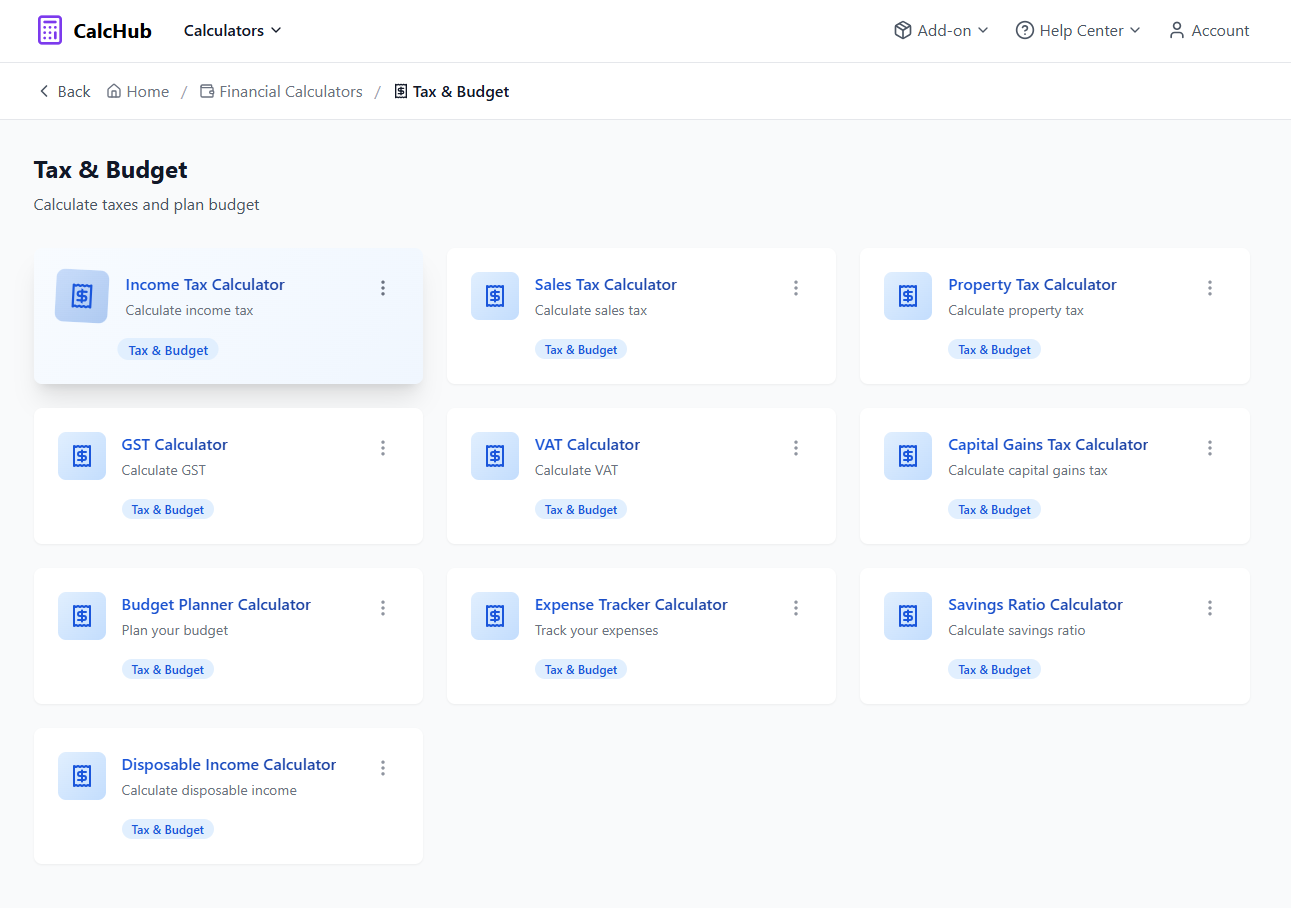 CalcHub
Calculators
Add-on
Help Center
Account
Back
Home / Financial Calculators / Tax & Budget
Tax & Budget
Calculate taxes and plan budget
Income Tax Calculator
Calculate income tax
Tax & Budget
Sales Tax Calculator
Calculate sales tax
Tax & Budget
Property Tax Calculator
Calculate property tax
Tax & Budget
GST Calculator
Calculate GST
Tax & Budget
VAT Calculator
Calculate VAT
Tax & Budget
Capital Gains Tax Calculator
Calculate capital gains tax
Tax & Budget
Budget Planner Calculator
Plan your budget
Tax & Budget
Expense Tracker Calculator
Track your expenses
Tax & Budget
Savings Ratio Calculator
Calculate savings ratio
Tax & Budget
Disposable Income Calculator
Calculate disposable income
Tax & Budget